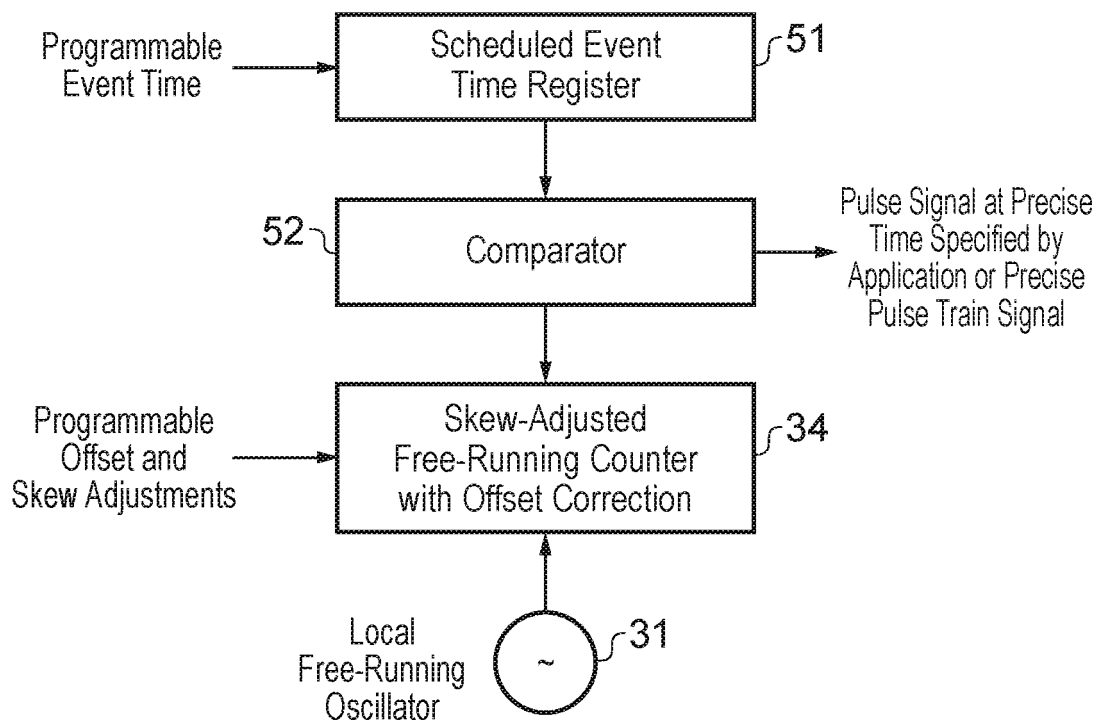 Programmable
Event Time
Scheduled Event
Time Register
51
52
Comparator
Pulse Signal at Precise
Time Specified by
Application or Precise
Pulse Train Signal
Programmable
Offset and
Skew Adjustments
Skew-Adjusted
Free-Running Counter
with Offset Correction
34
Local
Free-Running
Oscillator
~
31